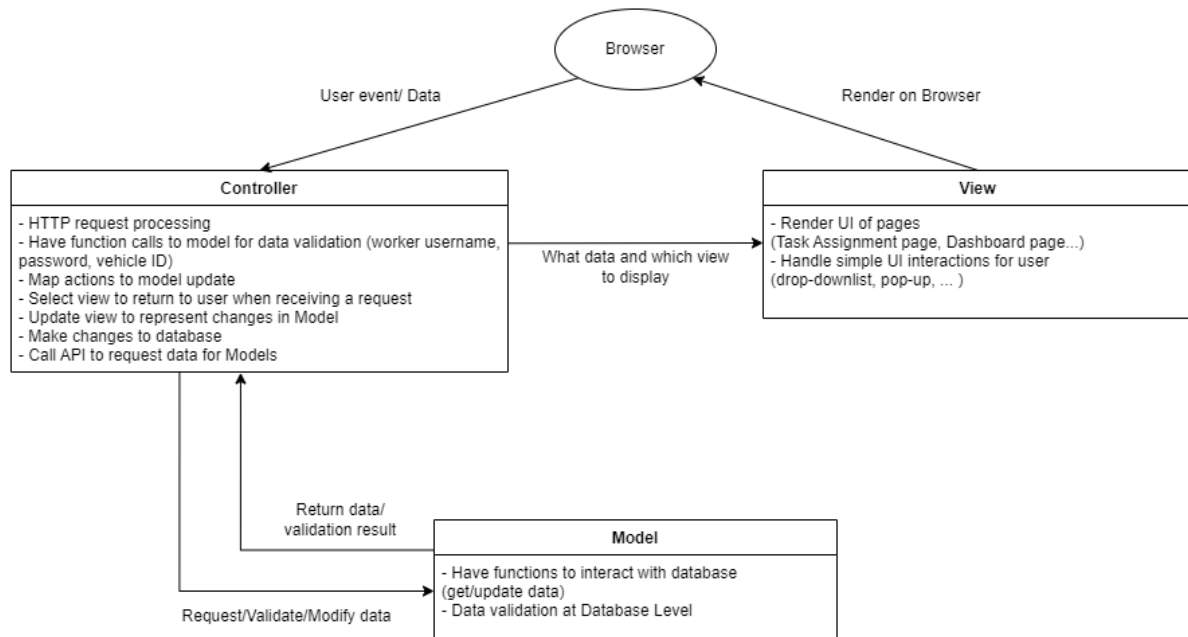 Browser
User event/ Data
Render on Browser
Controller
- HTTP request processing
- Have function calls to model for data validation (worker username,
password, vehicle ID)
- Map actions to model update
- Select view to return to user when receiving a request
- Update view to represent changes in Model
- Make changes to database
- Call API to request data for Models
What data and which view
to display
View
- Render UI of pages
(Task Assignment page, Dashboard page...)
- Handle simple UI interactions for user
(drop-downlist, pop-up, ... )
Return data/
validation result
Model
- Have functions to interact with database
(get/update data)
- Data validation at Database Level
Request/Validate/Modify data